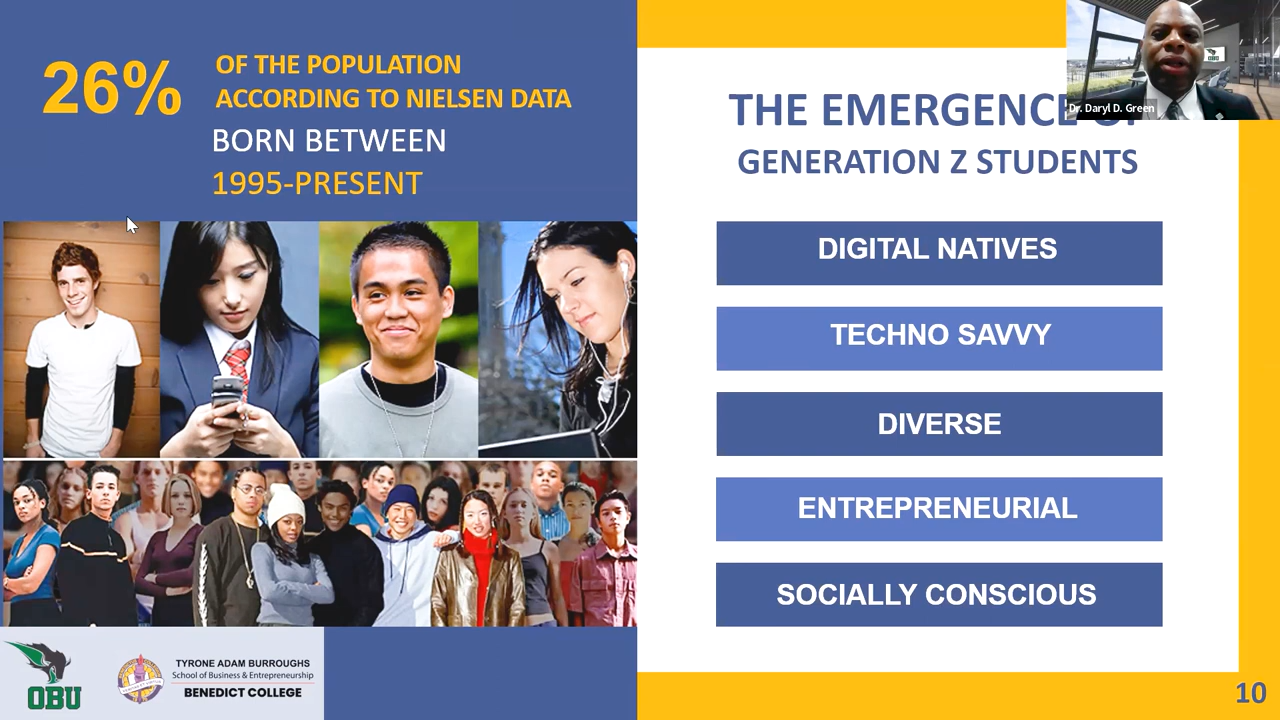 26%
OF THE POPULATION
ACCORDING TO NIELSEN DATA
BORN BETWEEN
1995-PRESENT
THE EMERGENCE
GENERATION Z STUDENTS
DIGITAL NATIVES
TECHNO SAVVY
DIVERSE
ENTREPRENEURIAL
SOCIALLY CONSCIOUS
Dr. Daryl D. Green
OBU
TYRONE ADAM BURROUGHS
School of Business & Entrepreneurship
BENEDICT COLLEGE
10